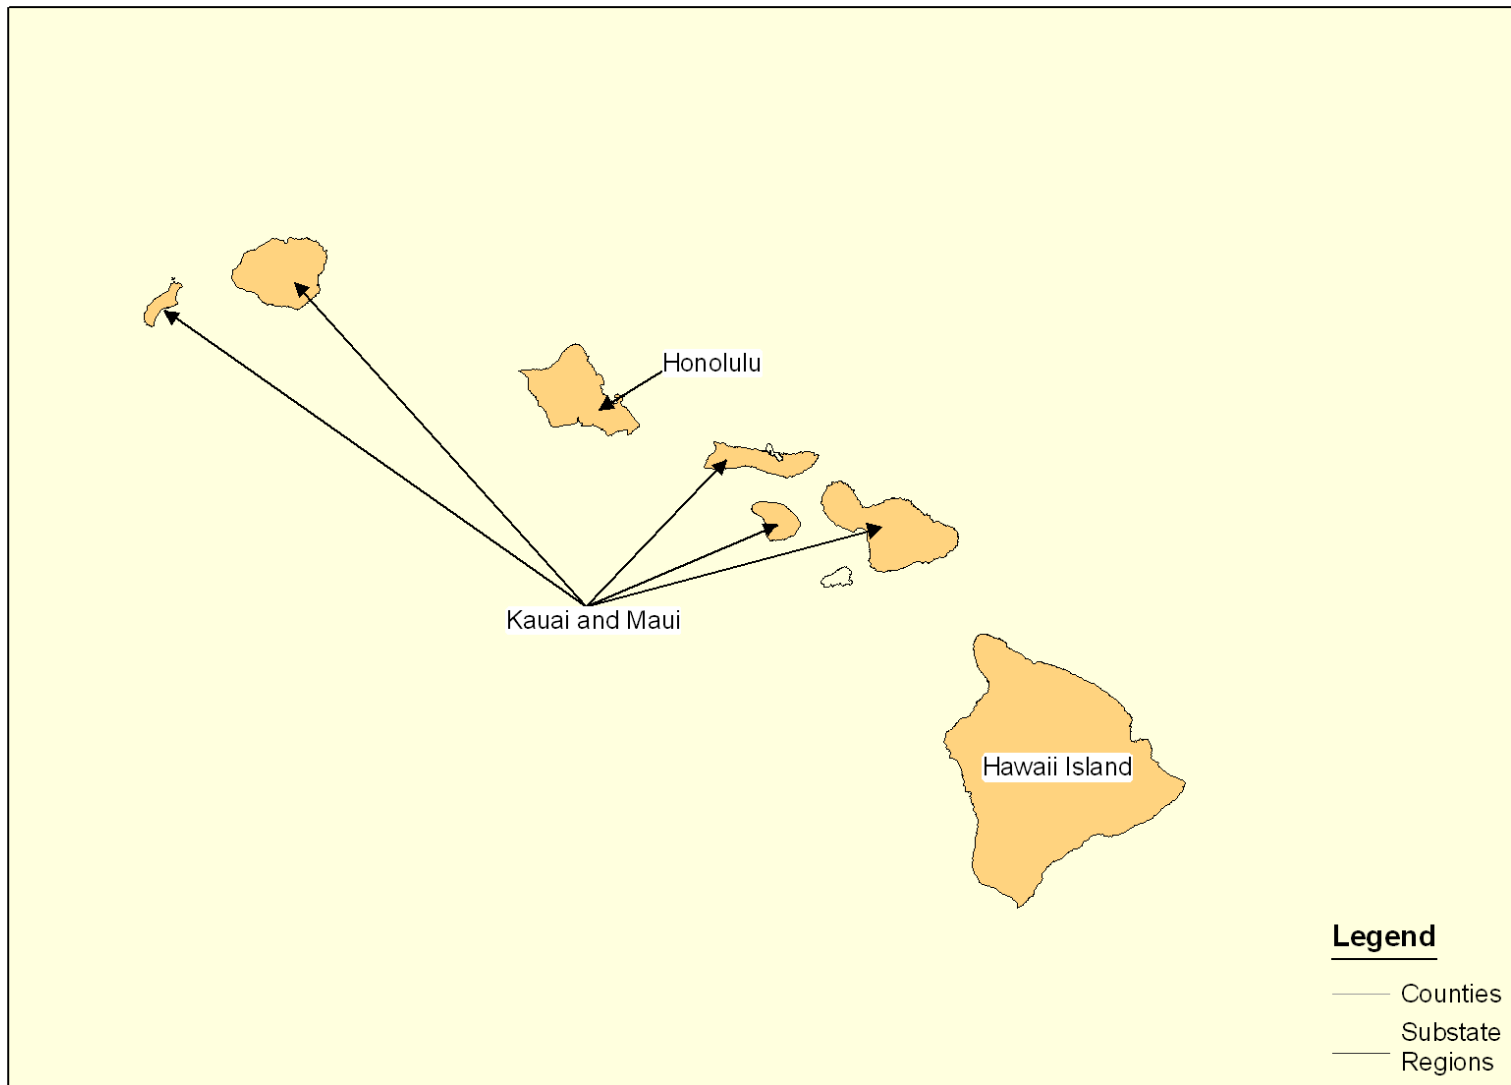 Honolulu
Kauai and Maui
Hawaii Island
Legend
Counties
Substate
Regions